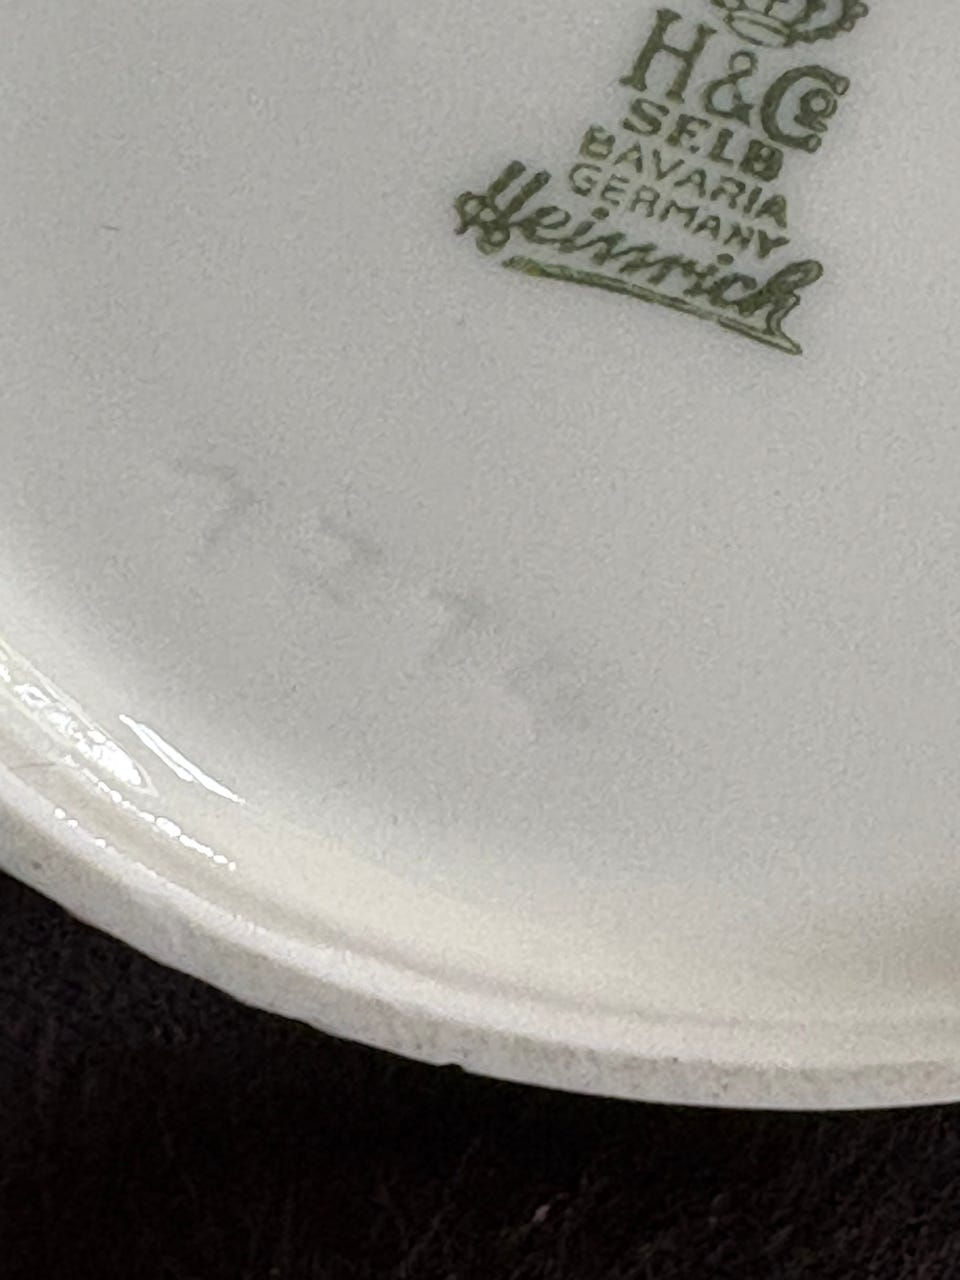 H&Co
SELB
BAVARIA
GERMANY
Heinrich